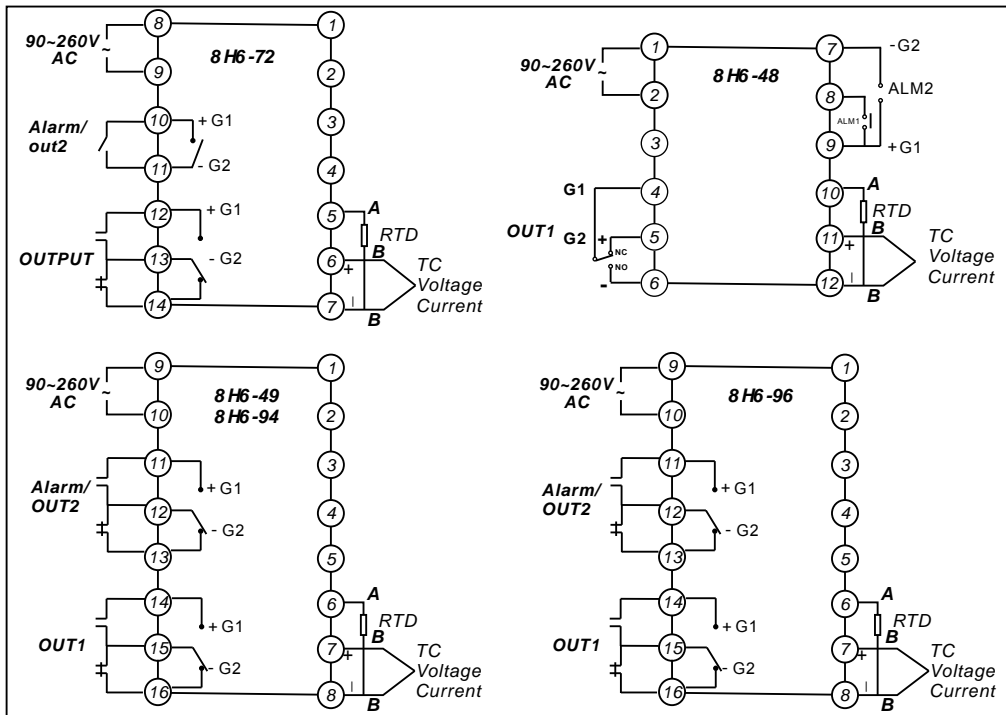 8H6-72
90~260V
AC
~
8
9
10
11
12
13
14
1
2
3
4
5
6
7
Alarm/
out2
+ G1
- G2
OUTPUT
+ G1
- G2
A
RTD
B
+
TC
Voltage
Current
–
B
8H6-48
90~260V
AC
~
1
2
3
4
5
6
7
8
9
10
11
12
-G2
ALM2
ALM1
+G1
G1
G2
+
NC
NO
-
OUT1
A
RTD
B
+
TC
Voltage
Current
–
B
8H6-49
8H6-94
90~260V
AC
~
9
10
11
12
13
14
15
16
1
2
3
4
5
6
7
8
Alarm/
OUT2
+ G1
- G2
OUT1
+ G1
- G2
A
RTD
B
+
TC
Voltage
Current
–
B
8H6-96
90~260V
AC
~
9
10
11
12
13
14
15
16
1
2
3
4
5
6
7
8
Alarm/
OUT2
+ G1
- G2
OUT1
+ G1
- G2
A
RTD
B
+
TC
Voltage
Current
–
B